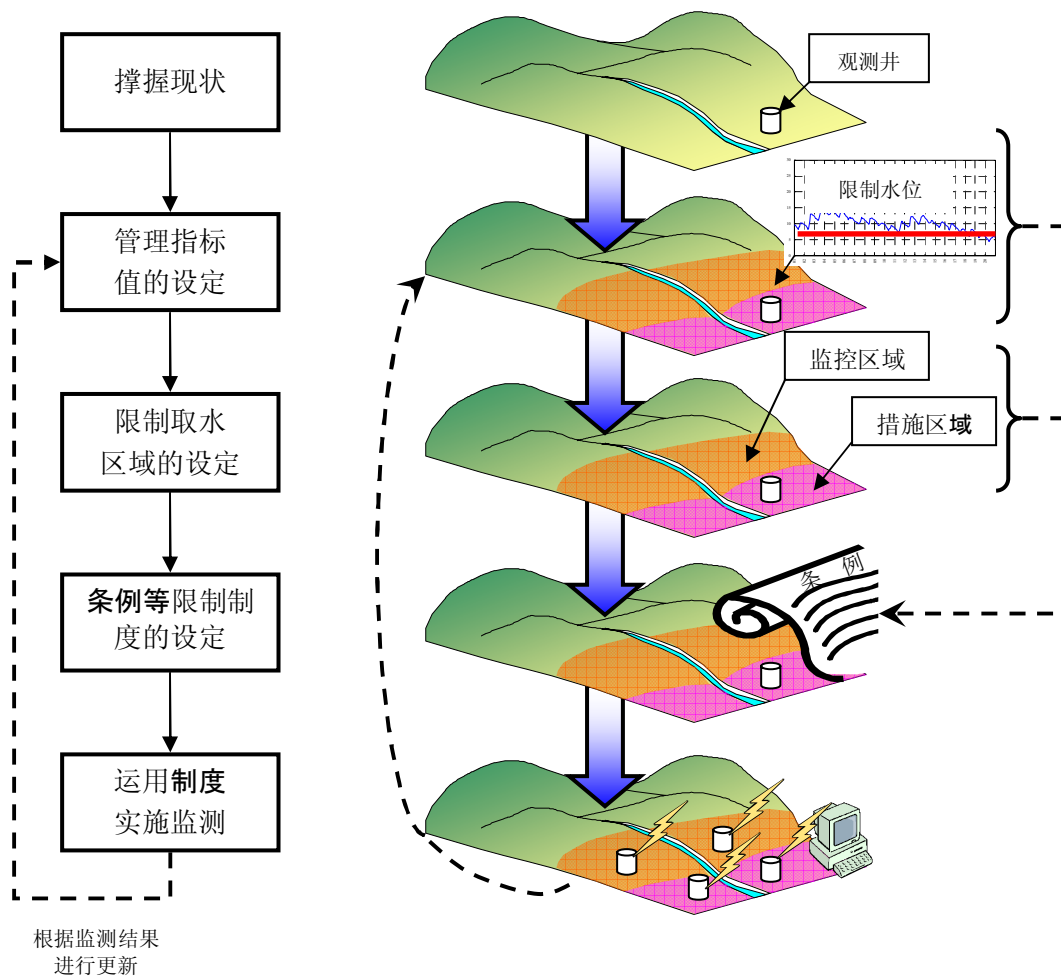 撑握现状
管理指标
值的设定
限制取水
区域的设定
条例等限制制
度的设定
运用制度
实施监测
根据监测结果
进行更新
观测井
限制水位
监控区域
措施区域
条例